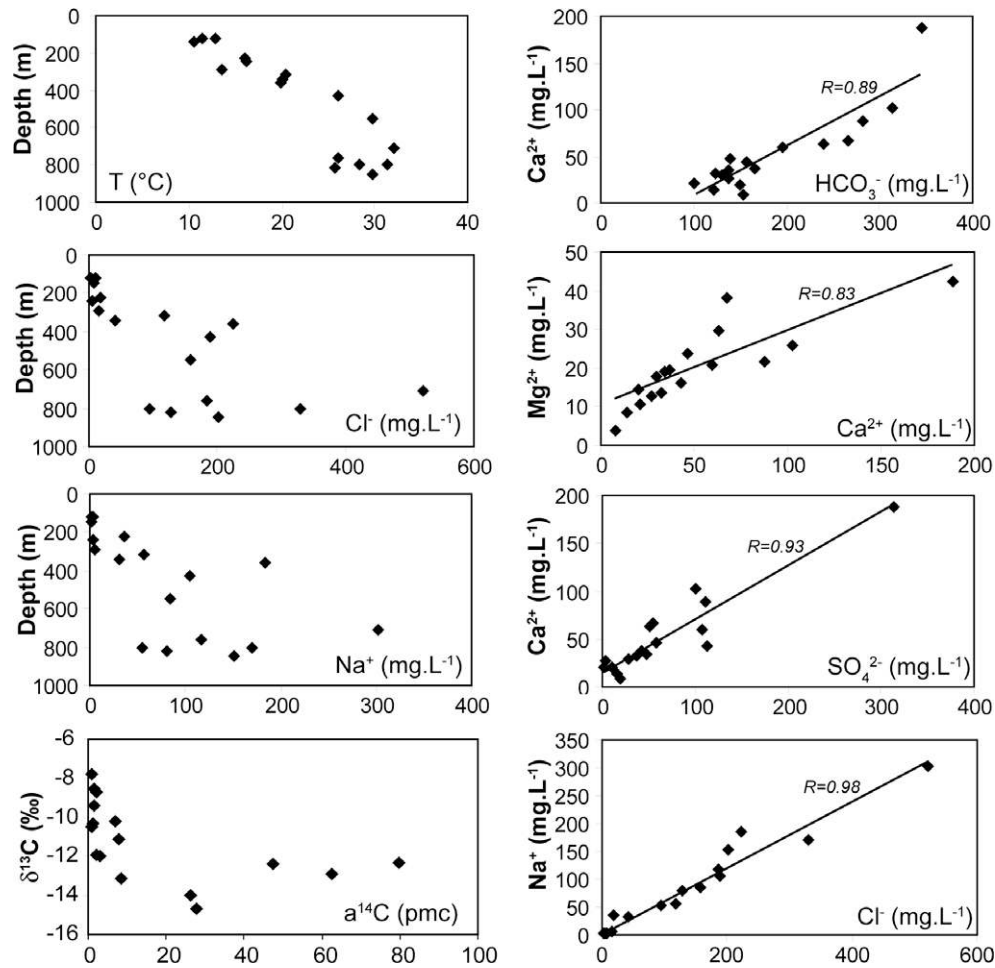 0
200
400
600
800
1000
Depth (m)
T (°C)
0 10 20 30 40
200
150
100
50
0
Ca²⁺ (mg.L⁻¹)
R=0.89
HCO₃⁻ (mg.L⁻¹)
0 100 200 300 400
0
200
400
600
800
1000
Depth (m)
Cl⁻ (mg.L⁻¹)
0 200 400 600
50
40
30
20
10
0
Mg²⁺ (mg.L⁻¹)
R=0.83
Ca²⁺ (mg.L⁻¹)
0 50 100 150 200
0
200
400
600
800
1000
Depth (m)
Na⁺ (mg.L⁻¹)
0 100 200 300 400
200
150
100
50
0
Ca²⁺ (mg.L⁻¹)
R=0.93
SO₄²⁻ (mg.L⁻¹)
0 100 200 300 400
-6
-8
-10
-12
-14
-16
δ¹³C (‰)
a¹⁴C (pmc)
0 20 40 60 80 100
350
300
250
200
150
100
50
0
Na⁺ (mg.L⁻¹)
R=0.98
Cl⁻ (mg.L⁻¹)
0 200 400 600